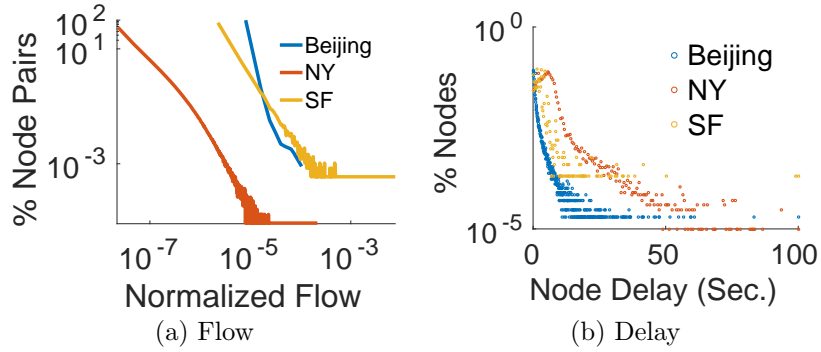 % Node Pairs
10^2
10^1
10^-3
10^-7
10^-5
10^-3
Normalized Flow
Beijing
NY
SF
(a) Flow
% Nodes
10^0
10^-5
0
50
100
Node Delay (Sec.)
Beijing
NY
SF
(b) Delay